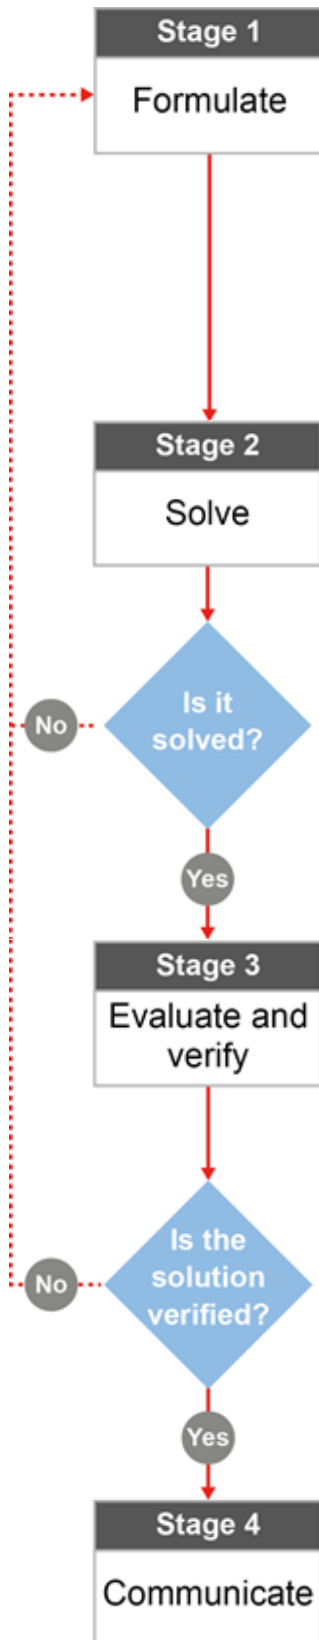 Stage 1
Formulate
Stage 2
Solve
Is it
solved?
No
Yes
Stage 3
Evaluate and
verify
Is the
solution
verified?
No
Yes
Stage 4
Communicate